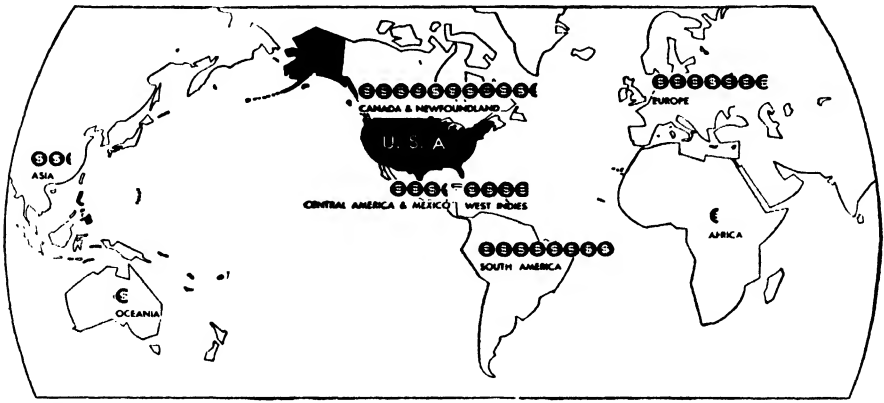 CANADA & NEWFOUNDLAND
EUROPE
U. S. A
ASIA
CENTRAL AMERICA & MEXICO
WEST INDIES
AFRICA
SOUTH AMERICA
OCEANIA